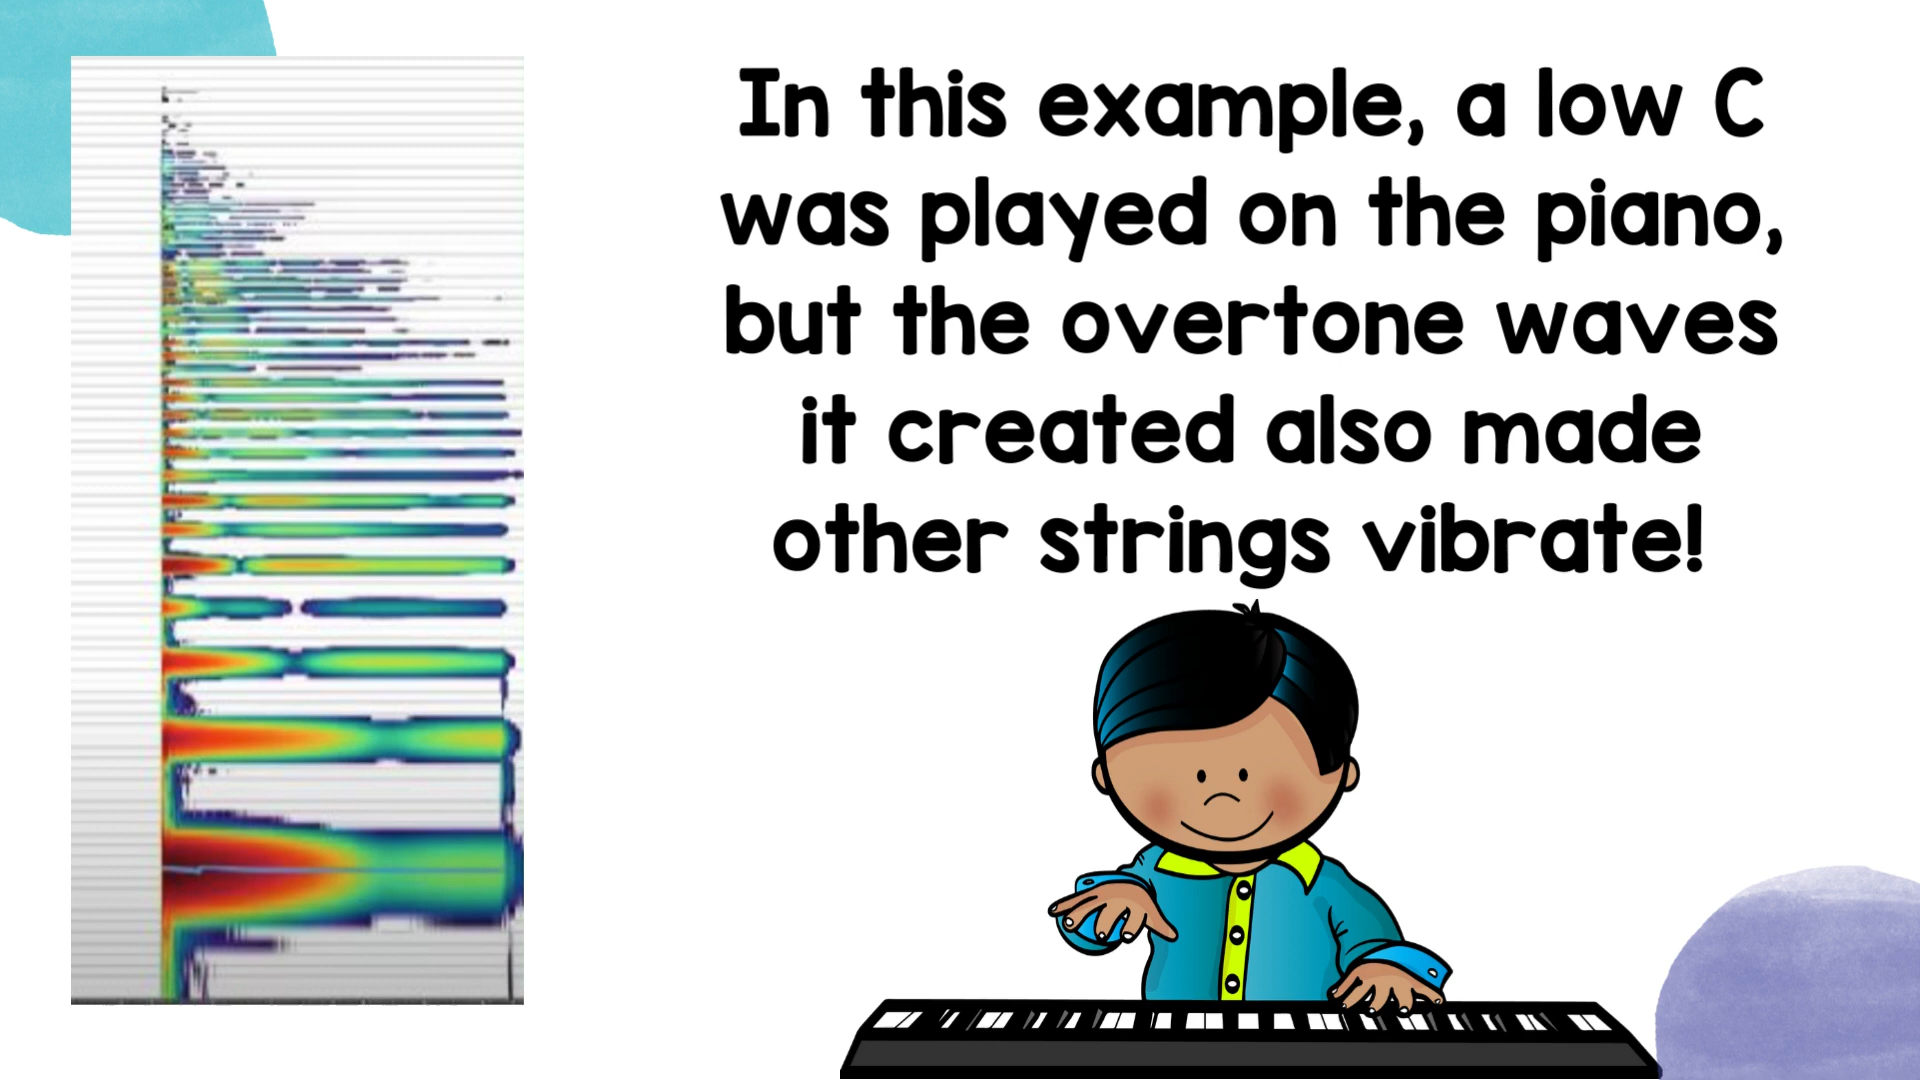 In this example, a low C
was played on the piano,
but the overtone waves
it created also made
other strings vibrate!